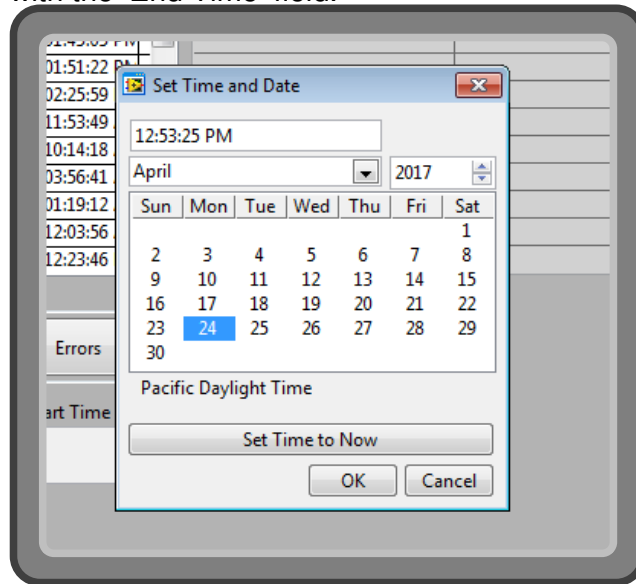 with the End Time field.
01:45:05 PM
01:51:22 PM
02:25:59
11:53:49
10:14:18
03:56:41
01:19:12
12:03:56
12:23:46
Errors
art Time
Set Time and Date
12:53:25 PM
April 2017
Sun Mon Tue Wed Thu Fri Sat
1
2 3 4 5 6 7 8
9 10 11 12 13 14 15
16 17 18 19 20 21 22
23 24 25 26 27 28 29
30
Pacific Daylight Time
Set Time to Now
OK Cancel